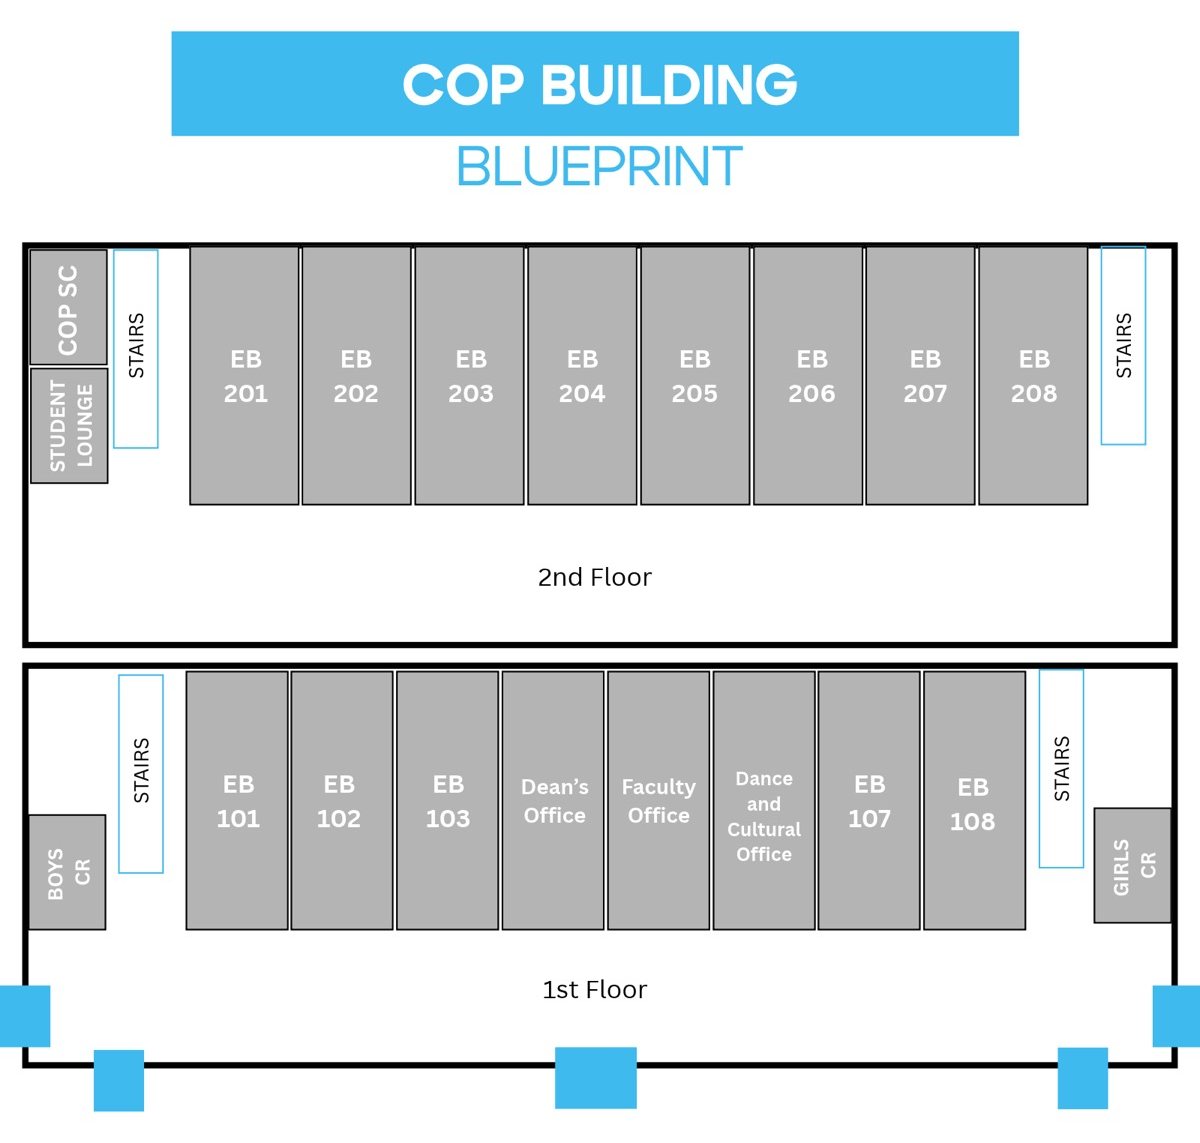 COP BUILDING
BLUEPRINT
COP SC
STUDENT
LOUNGE
STAIRS
EB
201
EB
202
EB
203
EB
204
EB
205
EB
206
EB
207
EB
208
STAIRS
2nd Floor
BOYS
CR
STAIRS
EB
101
EB
102
EB
103
Dean’s
Office
Faculty
Office
Dance
and
Cultural
Office
EB
107
EB
108
STAIRS
GIRLS
CR
1st Floor